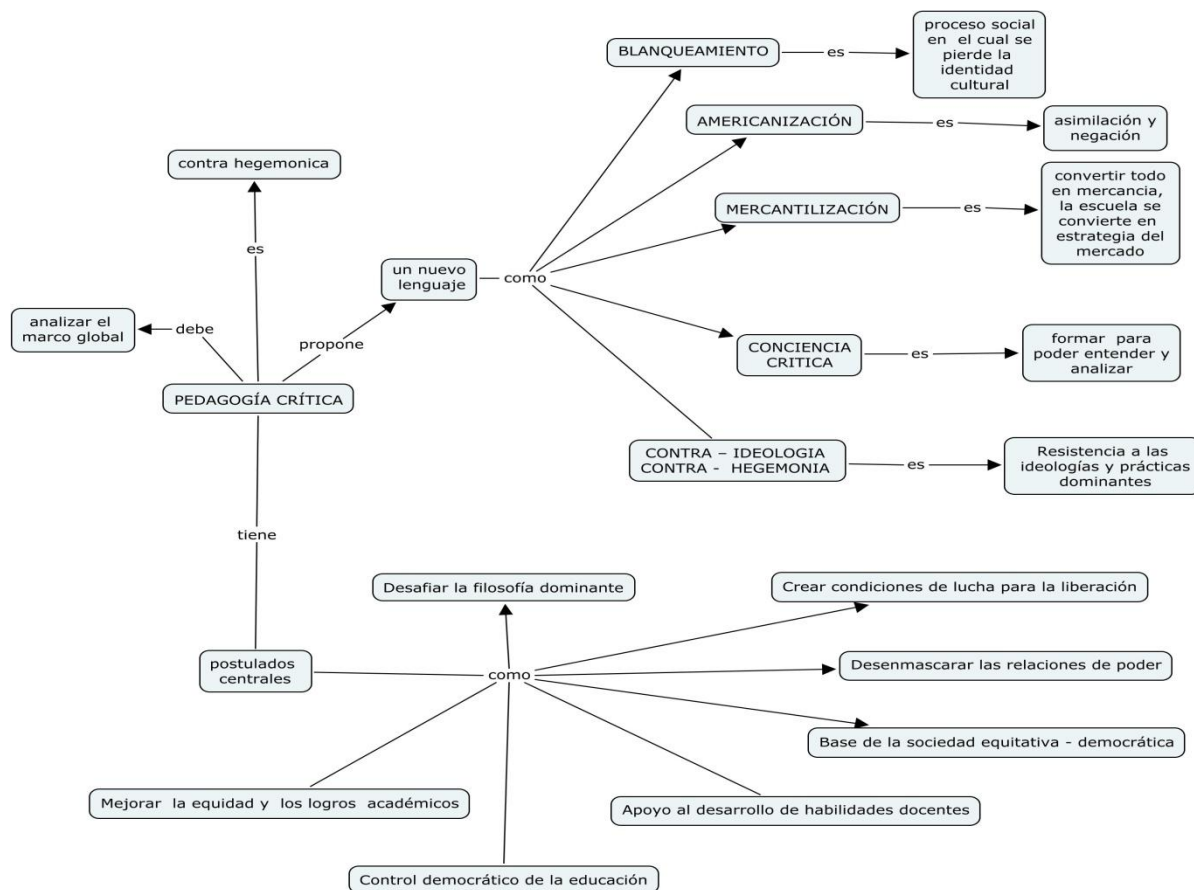 BLANQUEAMIENTO
es
proceso social
en el cual se
pierde la
identidad
cultural
AMERICANIZACIÓN
es
asimilación y
negación
contra hegemonica
MERCANTILIZACIÓN
es
convertir todo
en mercancia,
la escuela se
convierte en
estrategia del
mercado
es
un nuevo
lenguaje
como
analizar el
marco global
debe
propone
CONCIENCIA
CRITICA
es
formar para
poder entender y
analizar
PEDAGOGÍA CRÍTICA
CONTRA – IDEOLOGIA
CONTRA - HEGEMONIA
es
Resistencia a las
ideologías y prácticas
dominantes
tiene
Desafiar la filosofía dominante
Crear condiciones de lucha para la liberación
postulados
centrales
como
Desenmascarar las relaciones de poder
Base de la sociedad equitativa - democrática
Mejorar la equidad y los logros académicos
Apoyo al desarrollo de habilidades docentes
Control democrático de la educación